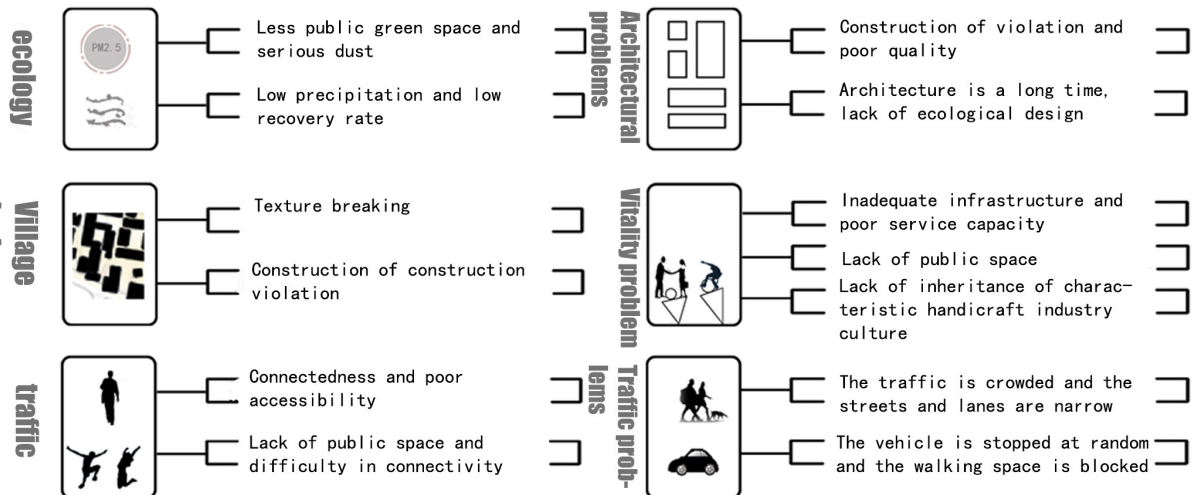 ecology
PM2.5
Less public green space and
serious dust
Low precipitation and low
recovery rate
Architectural
problems
Construction of violation and
poor quality
Architecture is a long time,
lack of ecological design
Village
Texture breaking
Construction of construction
violation
Vitality problem
Inadequate infrastructure and
poor service capacity
Lack of public space
Lack of inheritance of charac-
teristic handicraft industry
culture
traffic
Connectedness and poor
accessibility
Lack of public space and
difficulty in connectivity
Traffic prob-
lems
The traffic is crowded and the
streets and lanes are narrow
The vehicle is stopped at random
and the walking space is blocked